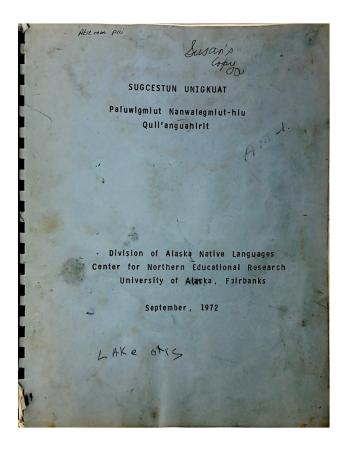 Susan's
Copy
SUGCESTUN UNIGKUAT
Paluwigmiut Nanwalegmiut-hlu
Quli'anguahirit
Division of Alaska Native Languages
Center for Northern Educational Research
University of Alaska, Fairbanks
September, 1972
LAKe OTIS